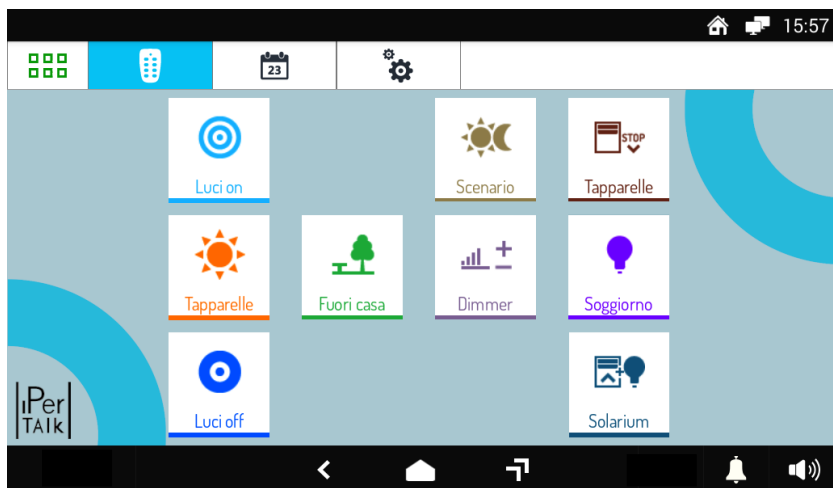 15:57
23
Luci on
Scenario
STOP
Tapparelle
Tapparelle
Fuori casa
Dimmer
Soggiorno
Luci off
Solarium
iPer
TAlk